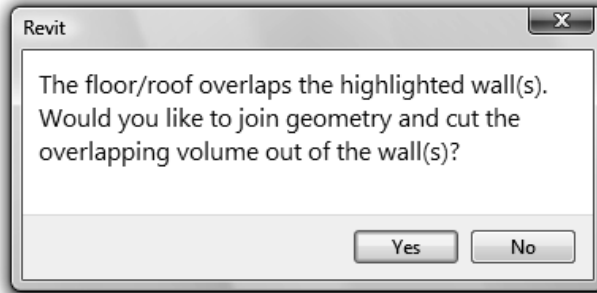 Revit
X
The floor/roof overlaps the highlighted wall(s).
Would you like to join geometry and cut the
overlapping volume out of the wall(s)?
Yes No